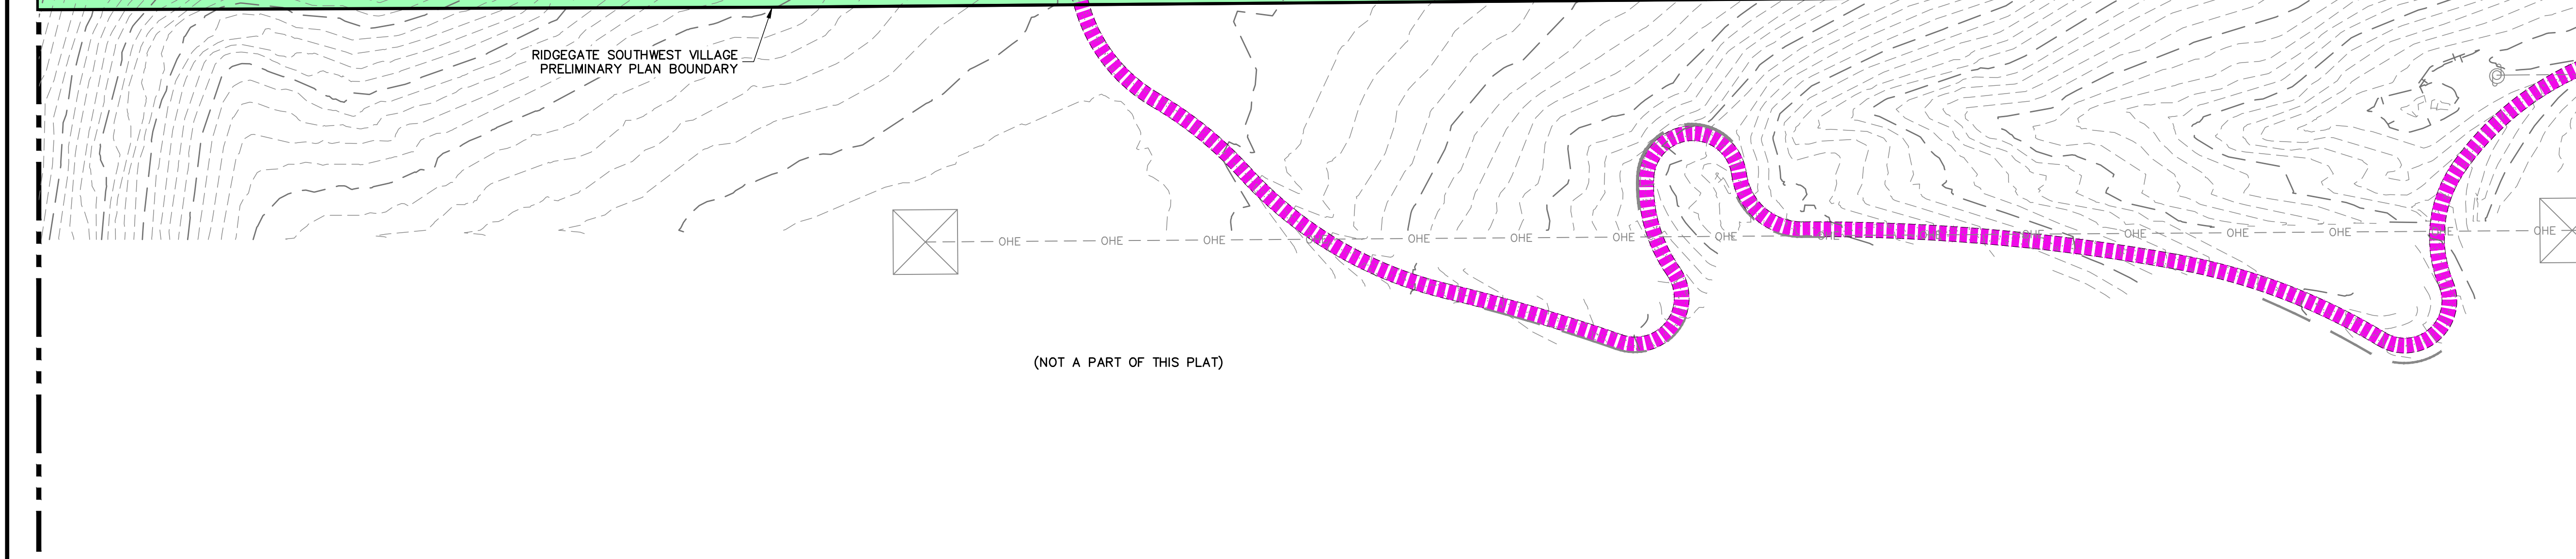 RIDGEGATE SOUTHWEST VILLAGE
PRELIMINARY PLAN BOUNDARY
OHE OHE OHE OHE OHE OHE OHE OHE OHE OHE OHE OHE OHE OHE OHE OHE
(NOT A PART OF THIS PLAT)